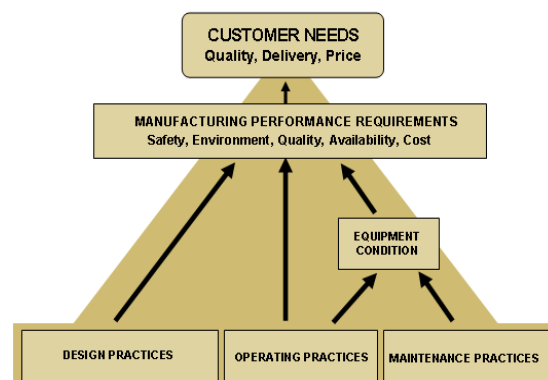 CUSTOMER NEEDS
Quality, Delivery, Price
MANUFACTURING PERFORMANCE REQUIREMENTS
Safety, Environment, Quality, Availability, Cost
EQUIPMENT
CONDITION
DESIGN PRACTICES
OPERATING PRACTICES
MAINTENANCE PRACTICES